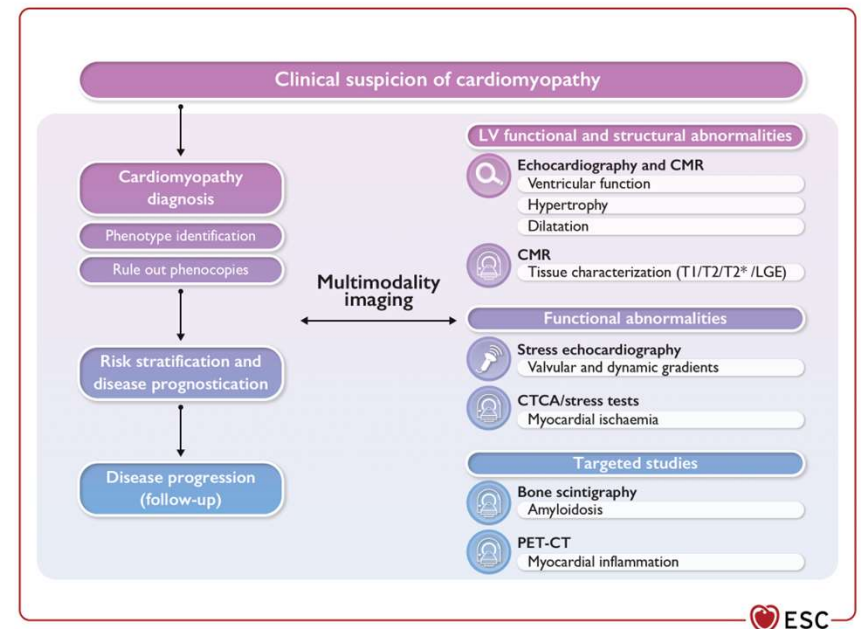 Clinical suspicion of cardiomyopathy
Cardiomyopathy
diagnosis
Phenotype identification
Rule out phenocopies
Risk stratification and
disease prognostication
Disease progression
(follow-up)
Multimodality
imaging
LV functional and structural abnormalities
Echocardiography and CMR
Ventricular function
Hypertrophy
Dilatation
CMR
Tissue characterization (T1/T2/T2* /LGE)
Functional abnormalities
Stress echocardiography
Valvular and dynamic gradients
CTCA/stress tests
Myocardial ischaemia
Targeted studies
Bone scintigraphy
Amyloidosis
PET-CT
Myocardial inflammation
ESC